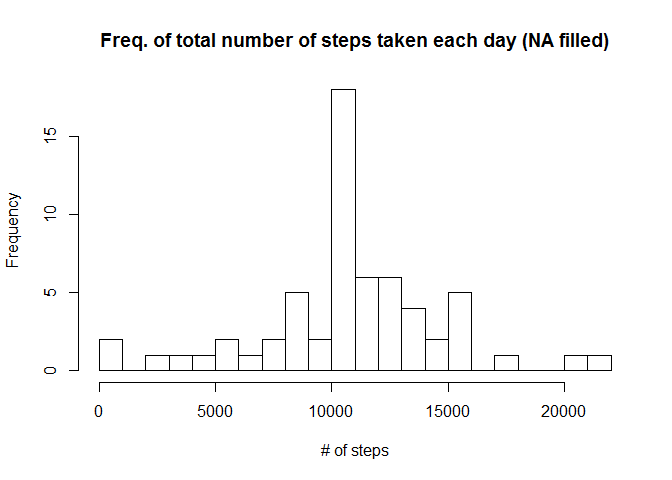 Freq. of total number of steps taken each day (NA filled)
Frequency
15
10
5
0
0 5000 10000 15000 20000
# of steps